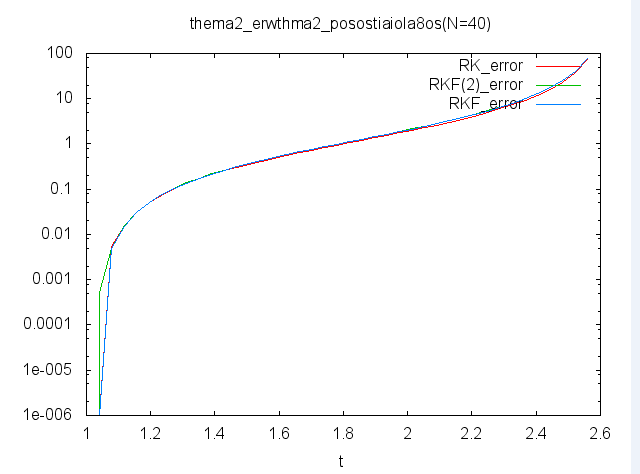 thema2_erwthma2_posostiaiola8os(N=40)
100
RK_error
RKF(2)_error
RKF_error
10
1
0.1
0.01
0.001
0.0001
1e-005
1e-006
1 1.2 1.4 1.6 1.8 2 2.2 2.4 2.6
t